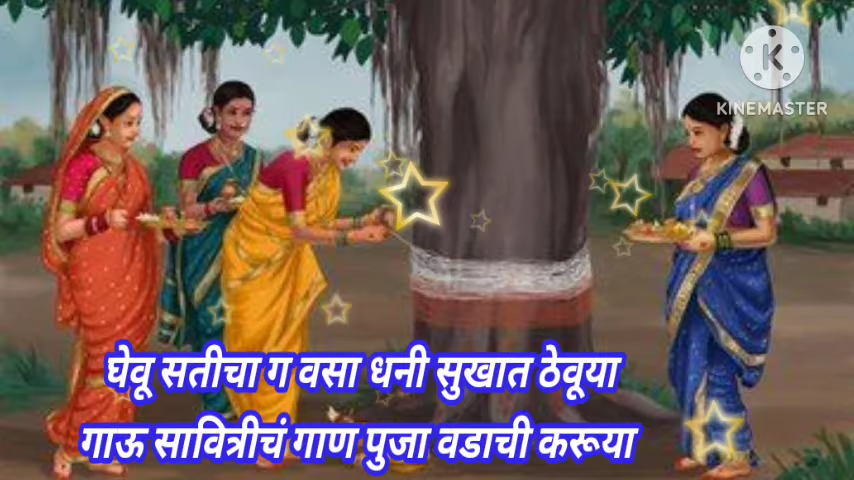 KINEMASTER
घेवू सतीचा ग वसा धनी सुखात ठेवूया
गाऊ सावित्रीचं गाण पुजा वडाची करूया